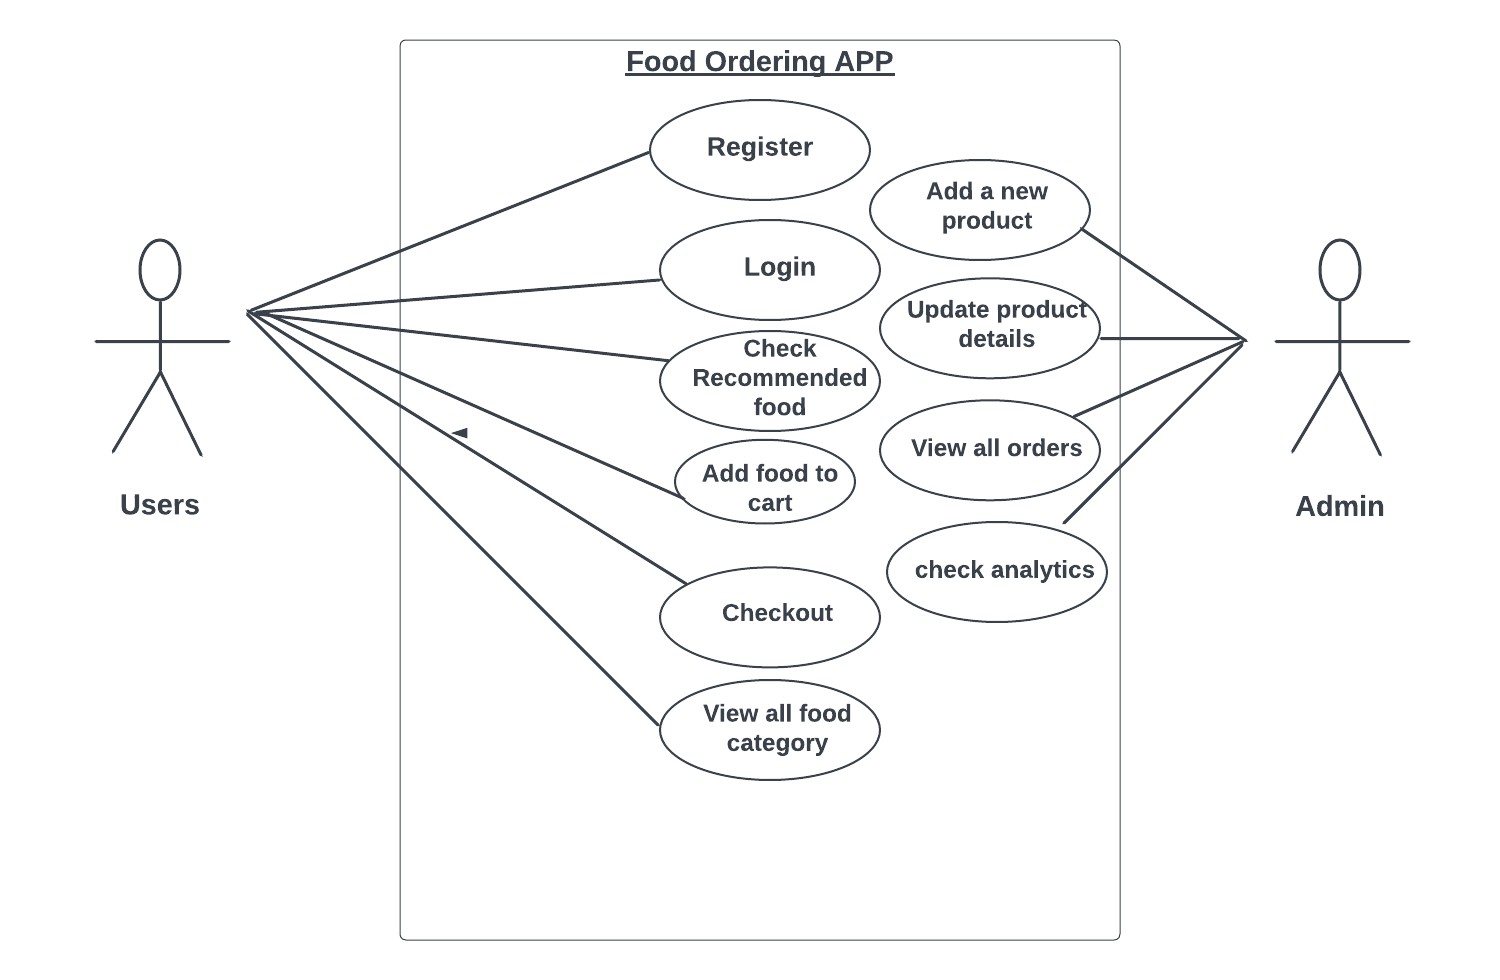 Food Ordering APP
Register
Add a new
product
Login
Update product
details
Check
Recommended
food
View all orders
Add food to
cart
Users
Admin
check analytics
Checkout
View all food
category